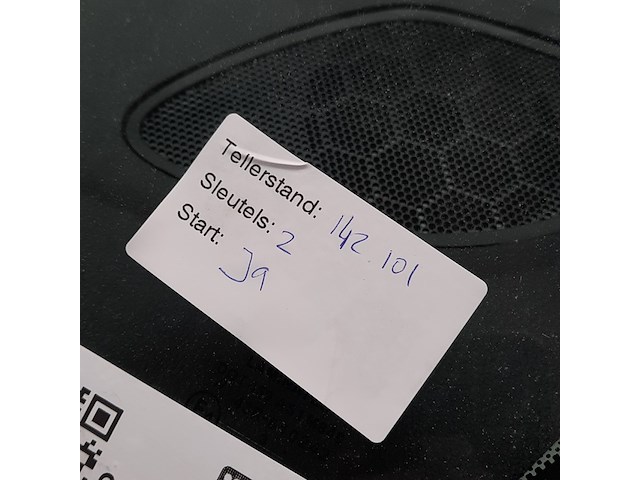 Tellerstand: 142.101
Sleutels: 2
Start: Ja